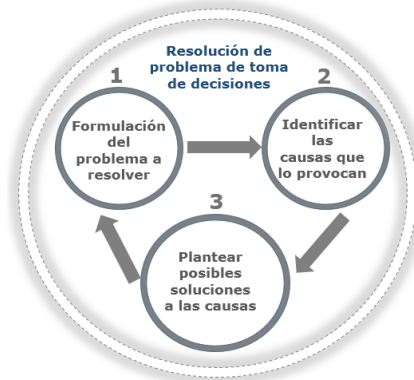 Resolución de
problema de toma
de decisiones
1
Formulación
del
problema a
resolver
2
Identificar
las
causas que
lo provocan
3
Plantear
posibles
soluciones
a las causas